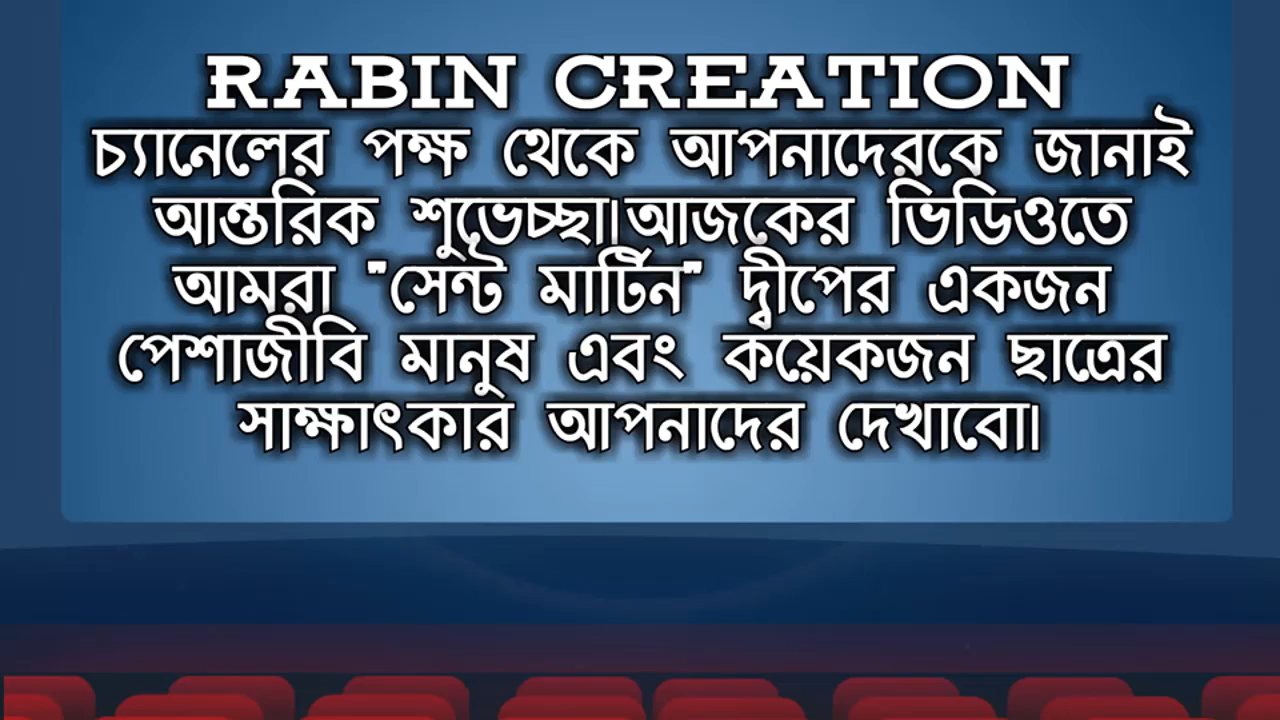 RABIN CREATION
চ্যানেলের পক্ষ থেকে আপনাদেরকে জানাই
আন্তরিক শুভেচ্ছা।আজকের ভিডিওতে
আমরা "সেন্ট মার্টিন" দ্বীপের একজন
পেশাজীবি মানুষ এবং কয়েকজন ছাত্রের
সাক্ষাৎকার আপনাদের দেখাবো।